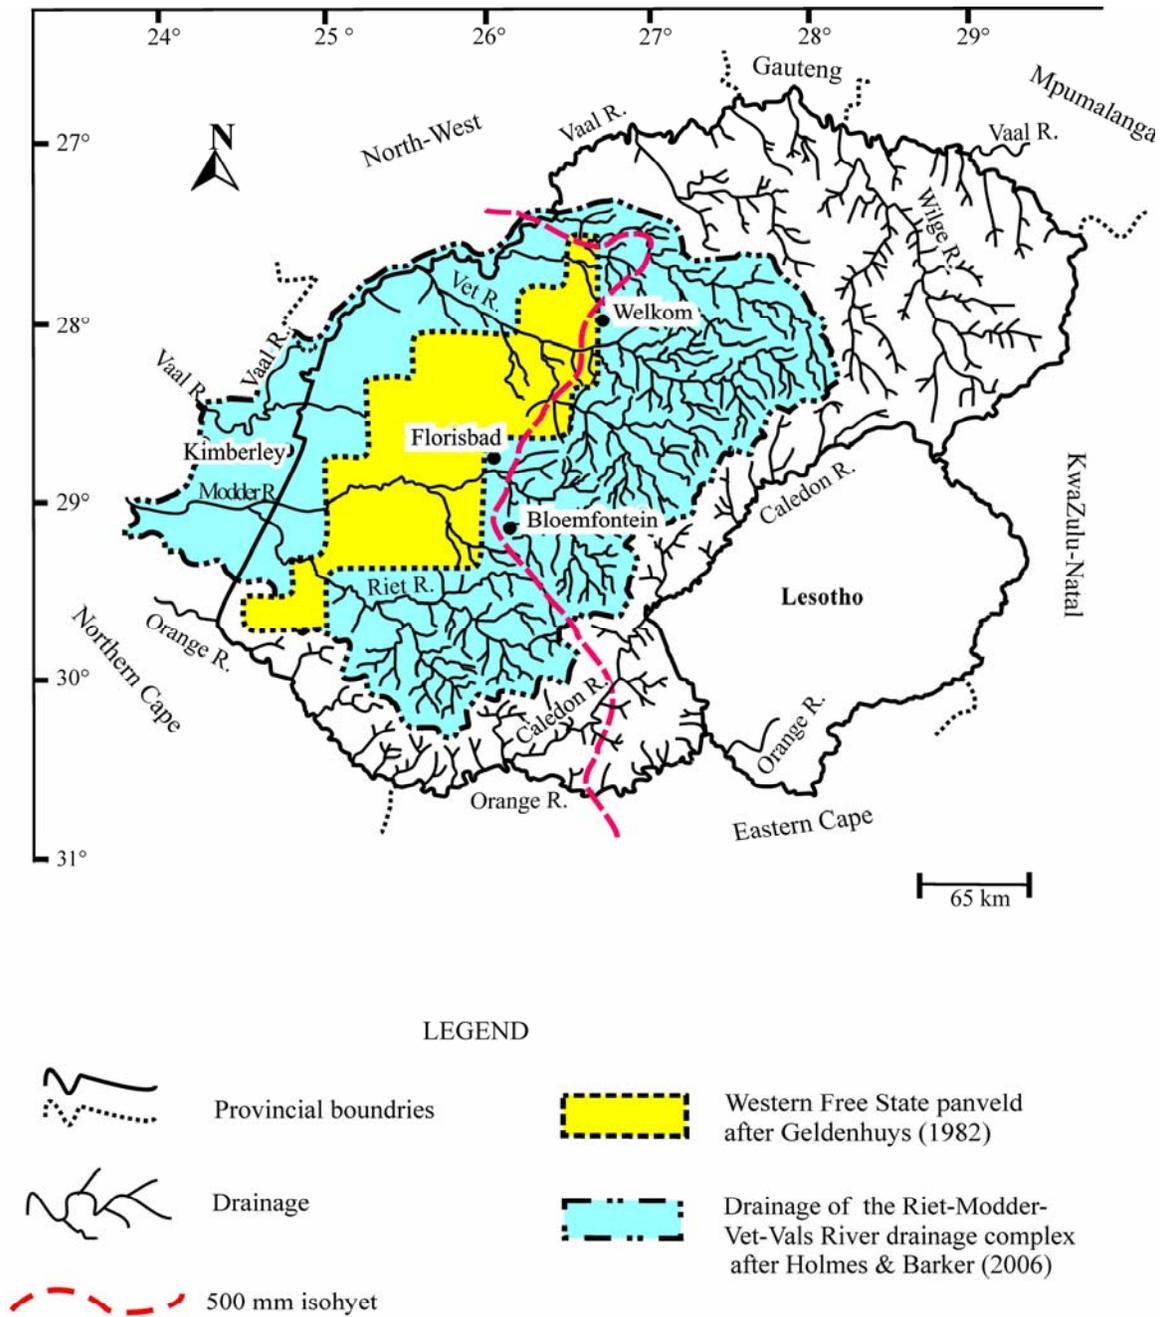 24°
25°
26°
27°
28°
29°
Gauteng
Mpumalanga
North-West
Vaal R.
Vaal R.
27°
N
Wilge R.
Vet R.
28°
Welkom
Vaal R.
Vaal R.
Florisbad
Kimberley
Caledon R.
KwaZulu-Natal
Modder R.
29°
Bloemfontein
Riet R.
Lesotho
Orange R.
Northern Cape
30°
Caledon R.
Orange R.
Orange R.
Eastern Cape
31°
65 km
LEGEND
Provincial boundries
Western Free State panveld
after Geldenhuys (1982)
Drainage
Drainage of the Riet-Modder-
Vet-Vals River drainage complex
after Holmes & Barker (2006)
500 mm isohyet